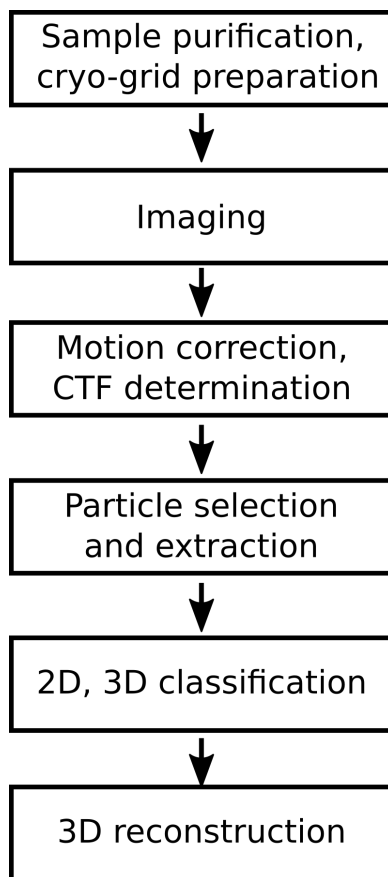 Sample purification,
cryo-grid preparation
Imaging
Motion correction,
CTF determination
Particle selection
and extraction
2D, 3D classification
3D reconstruction